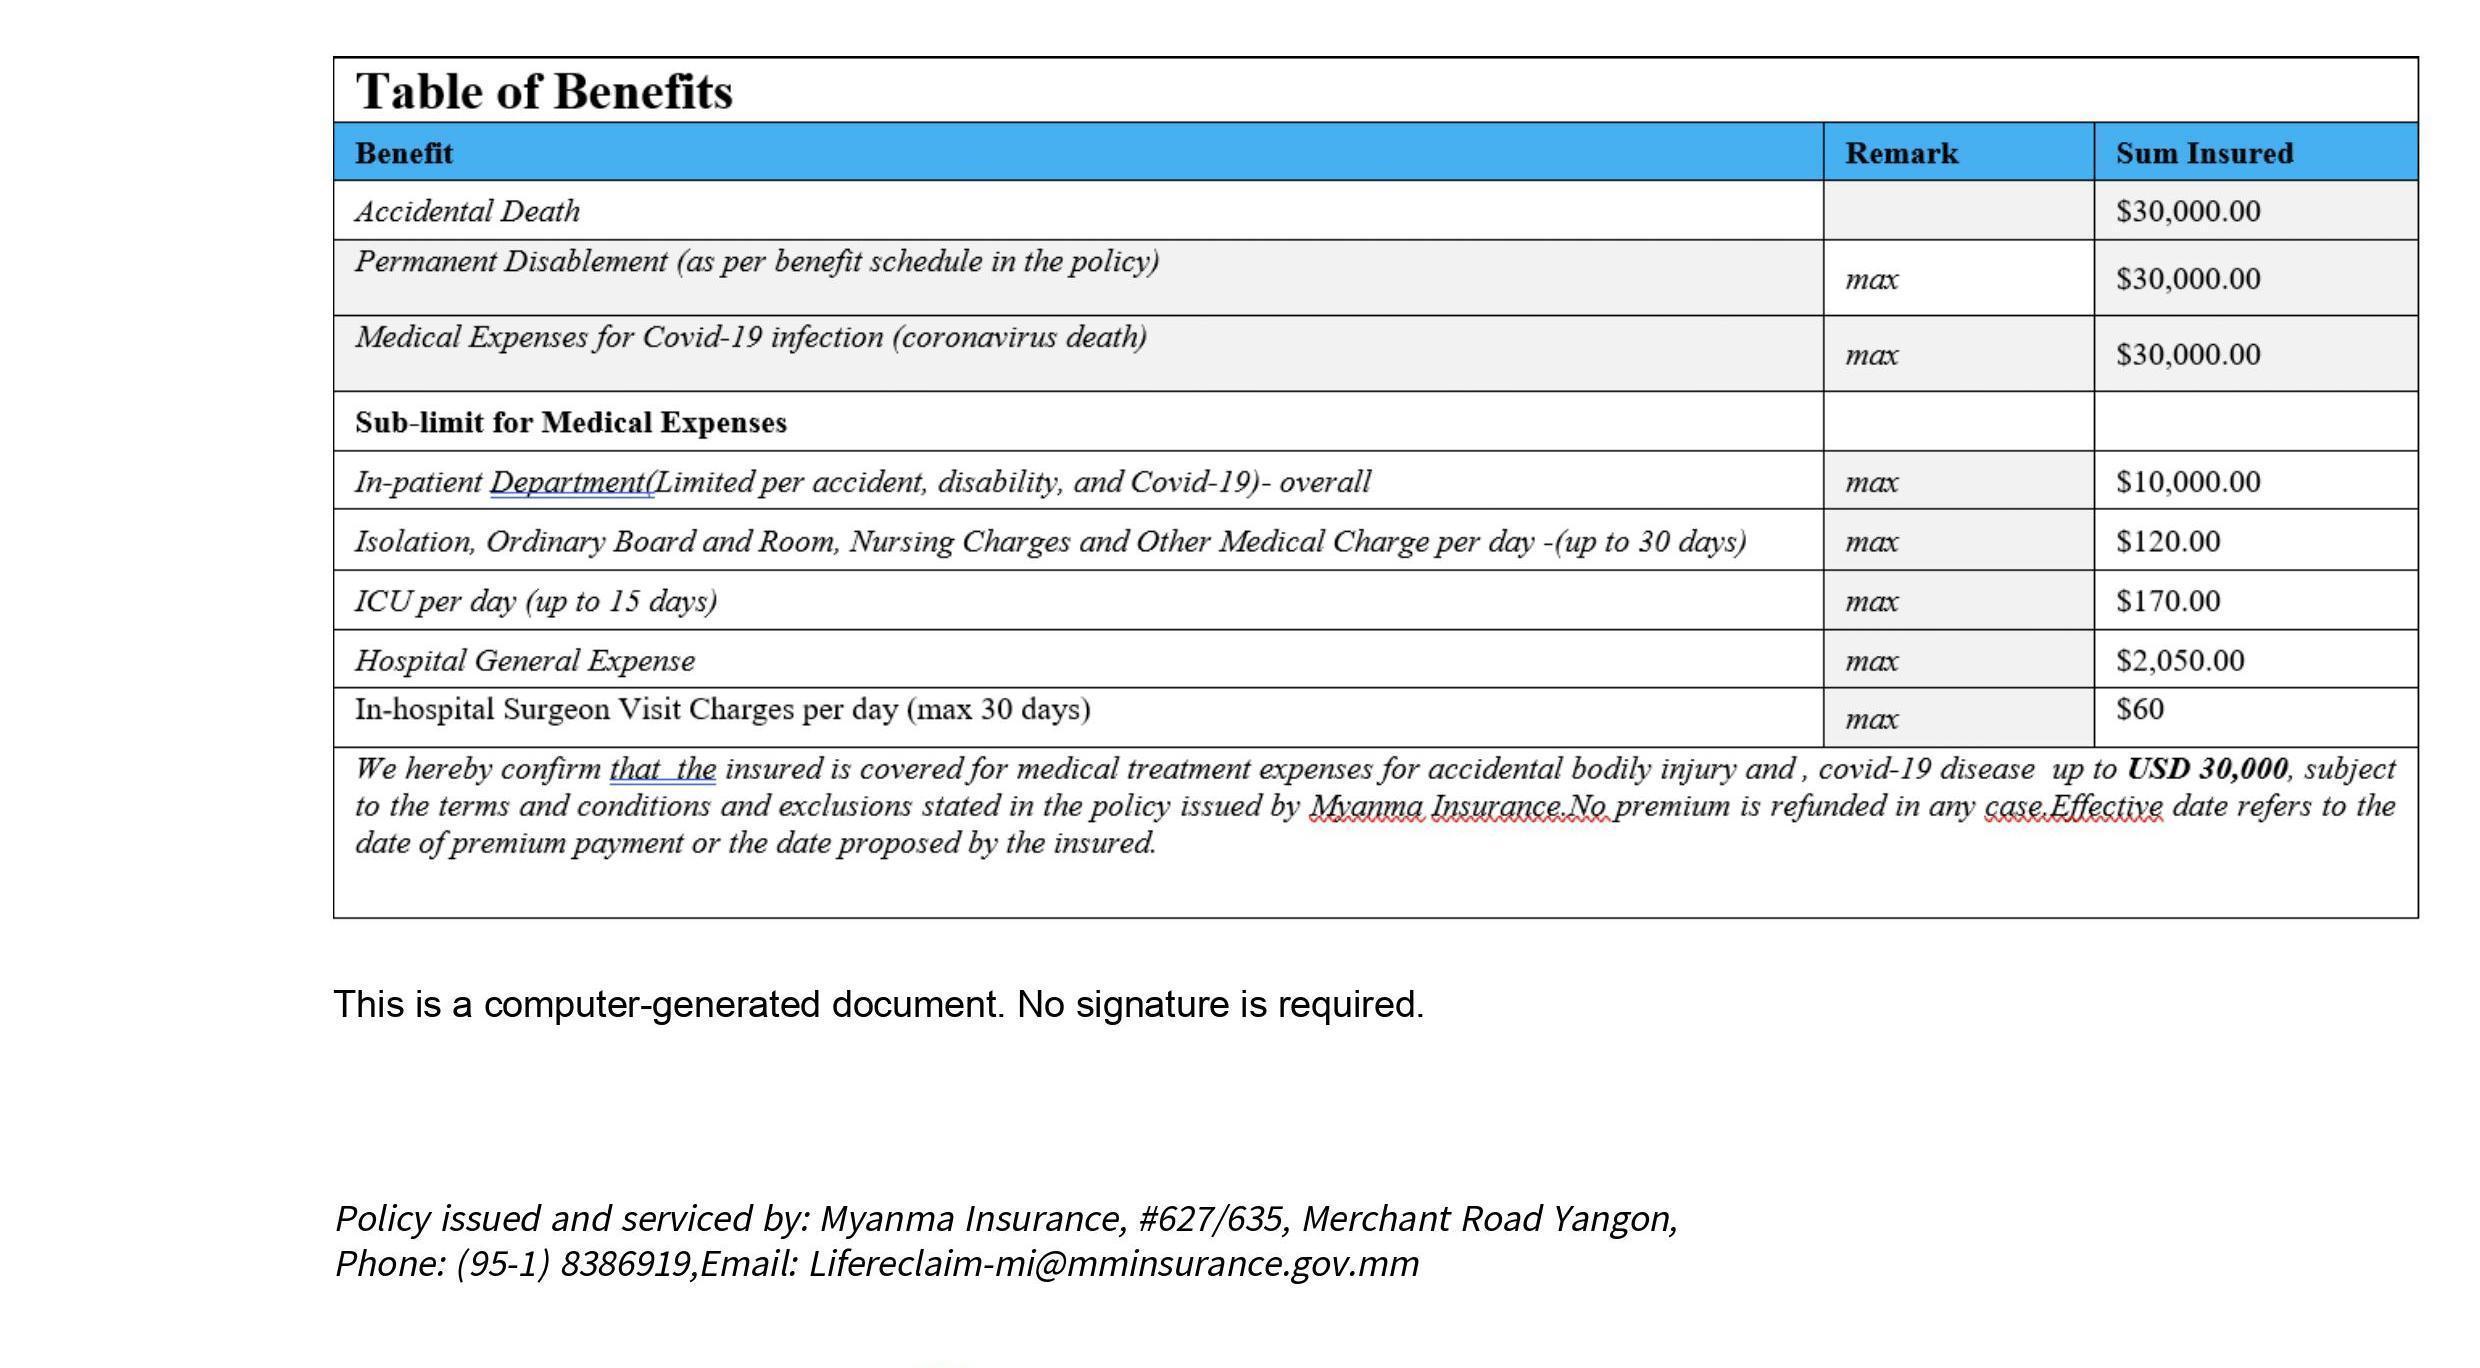 Table of Benefits
Benefit Remark Sum Insured
Accidental Death $30,000.00
Permanent Disablement (as per benefit schedule in the policy) max $30,000.00
Medical Expenses for Covid-19 infection (coronavirus death) max $30,000.00
Sub-limit for Medical Expenses
In-patient Department(Limited per accident, disability, and Covid-19)- overall max $10,000.00
Isolation, Ordinary Board and Room, Nursing Charges and Other Medical Charge per day -(up to 30 days) max $120.00
ICU per day (up to 15 days) max $170.00
Hospital General Expense max $2,050.00
In-hospital Surgeon Visit Charges per day (max 30 days) max $60
We hereby confirm that  the insured is covered for medical treatment expenses for accidental bodily injury and , covid-19 disease  up to USD 30,000, subject
to the terms and conditions and exclusions stated in the policy issued by Myanma Insurance.No premium is refunded in any case.Effective date refers to the
date of premium payment or the date proposed by the insured.
This is a computer-generated document. No signature is required.
Policy issued and serviced by: Myanma Insurance, #627/635, Merchant Road Yangon,
Phone: (95-1) 8386919,Email: Lifereclaim-mi@mminsurance.gov.mm